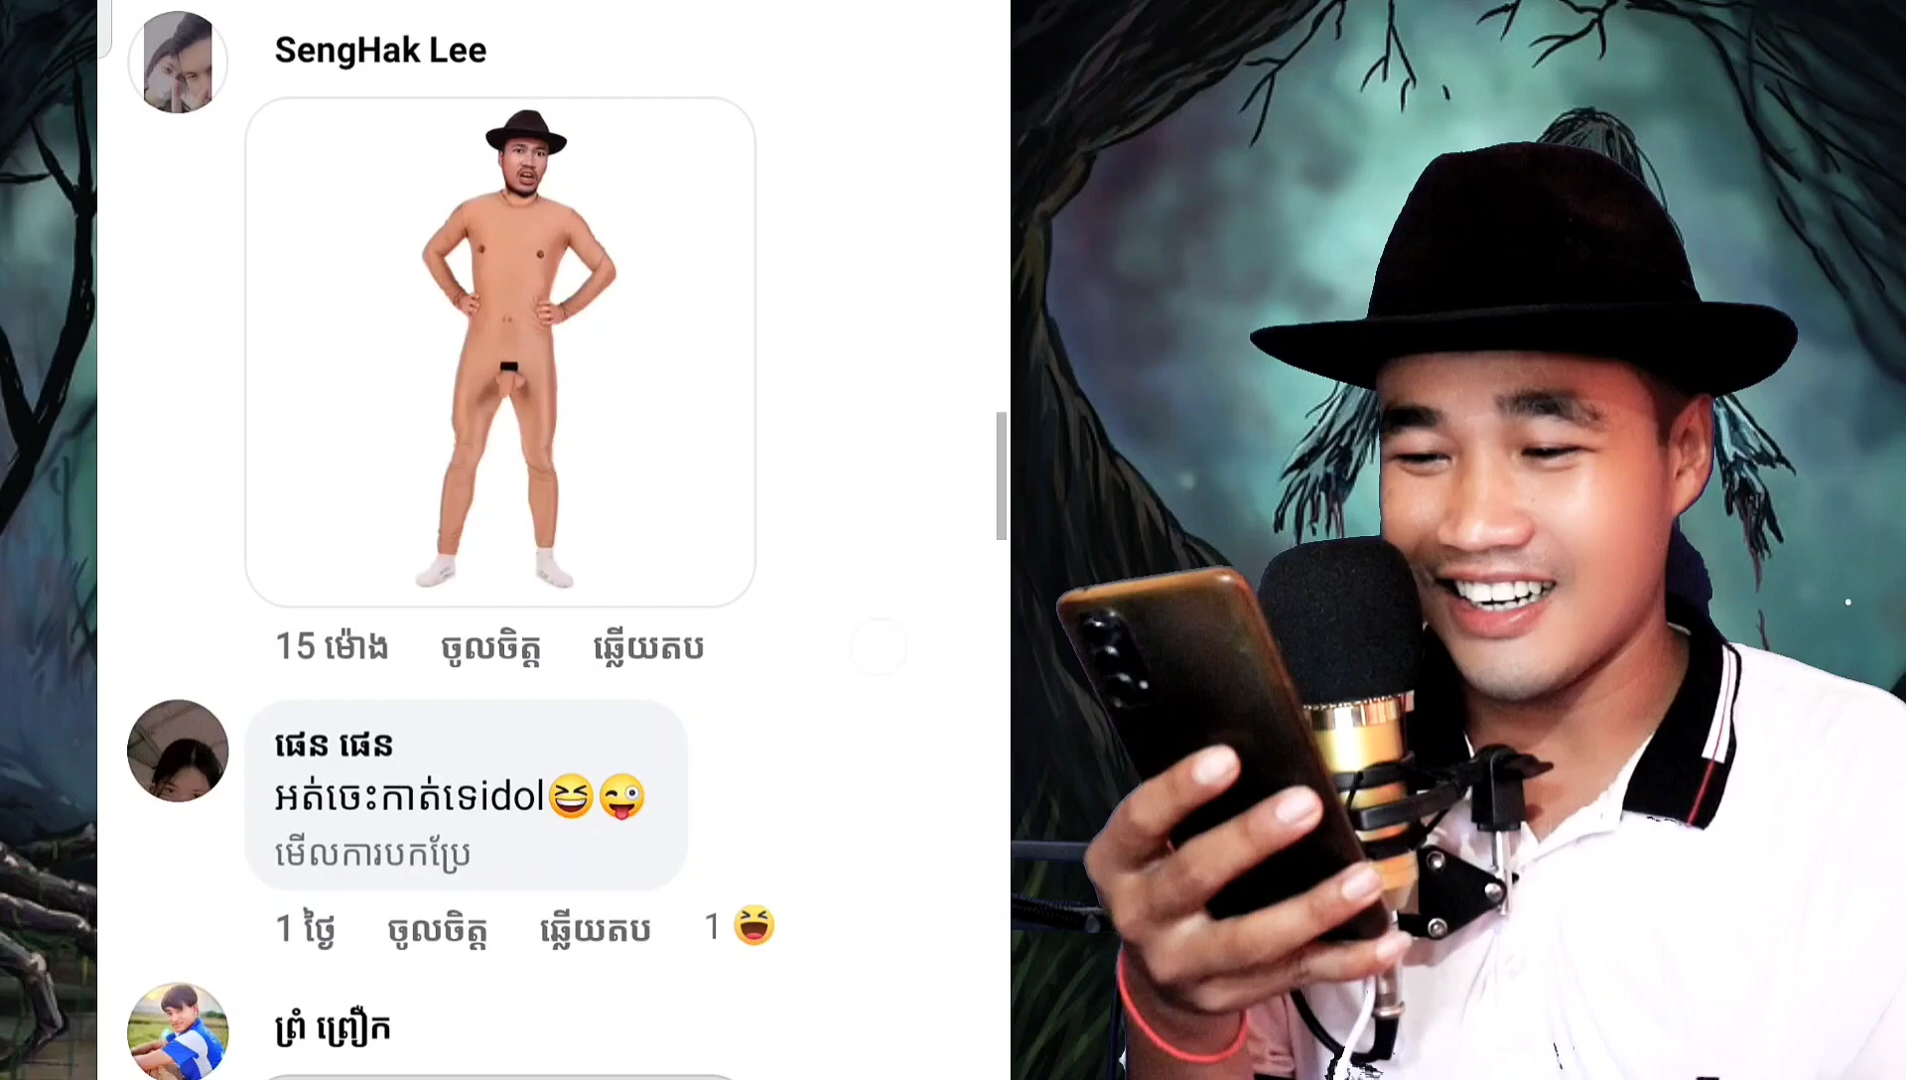 SengHak Lee
15 ម៉ោង ចូលចិត្ត ឆ្លើយតប
ផេន ផេន
អត់ចេះកាត់ទេidol😆😜
មើលការបកប្រែ
1 ថ្ងៃ ចូលចិត្ត ឆ្លើយតប 1 😆
ព្រំ ព្រឿក